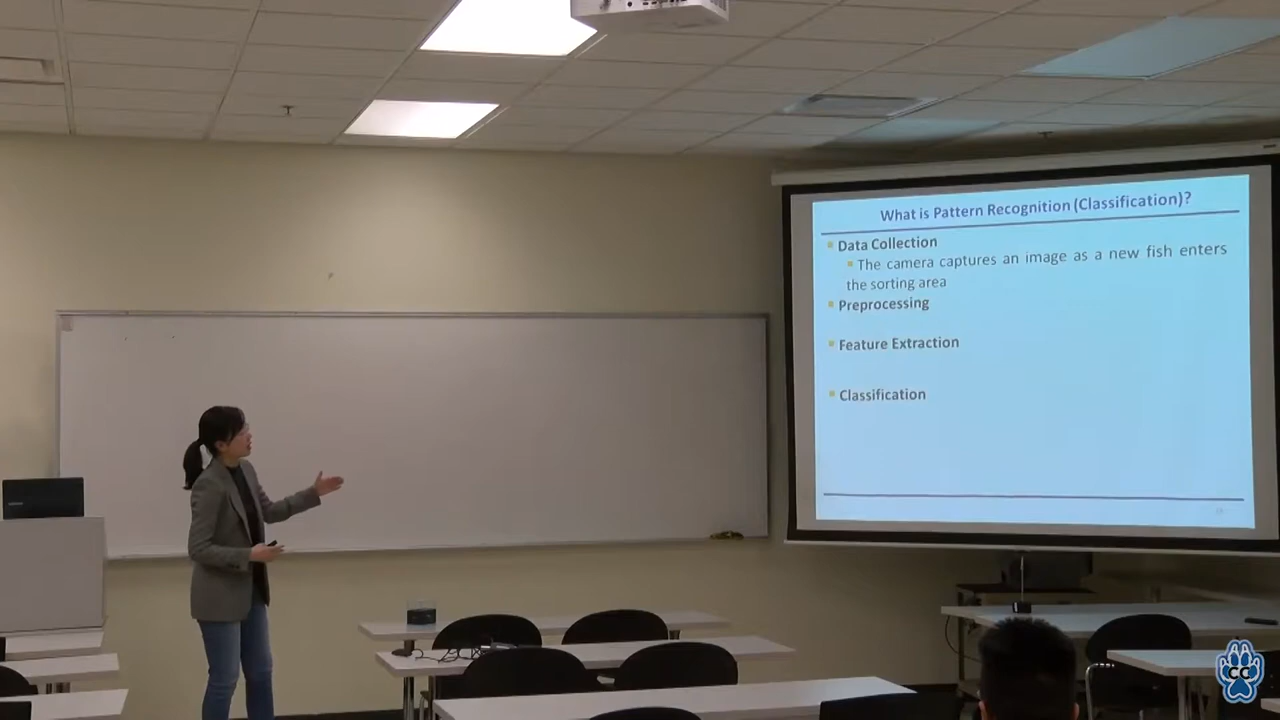 What is Pattern Recognition (Classification)?
Data Collection
The camera captures an image as a new fish enters
the sorting area
Preprocessing
Feature Extraction
Classification
CC